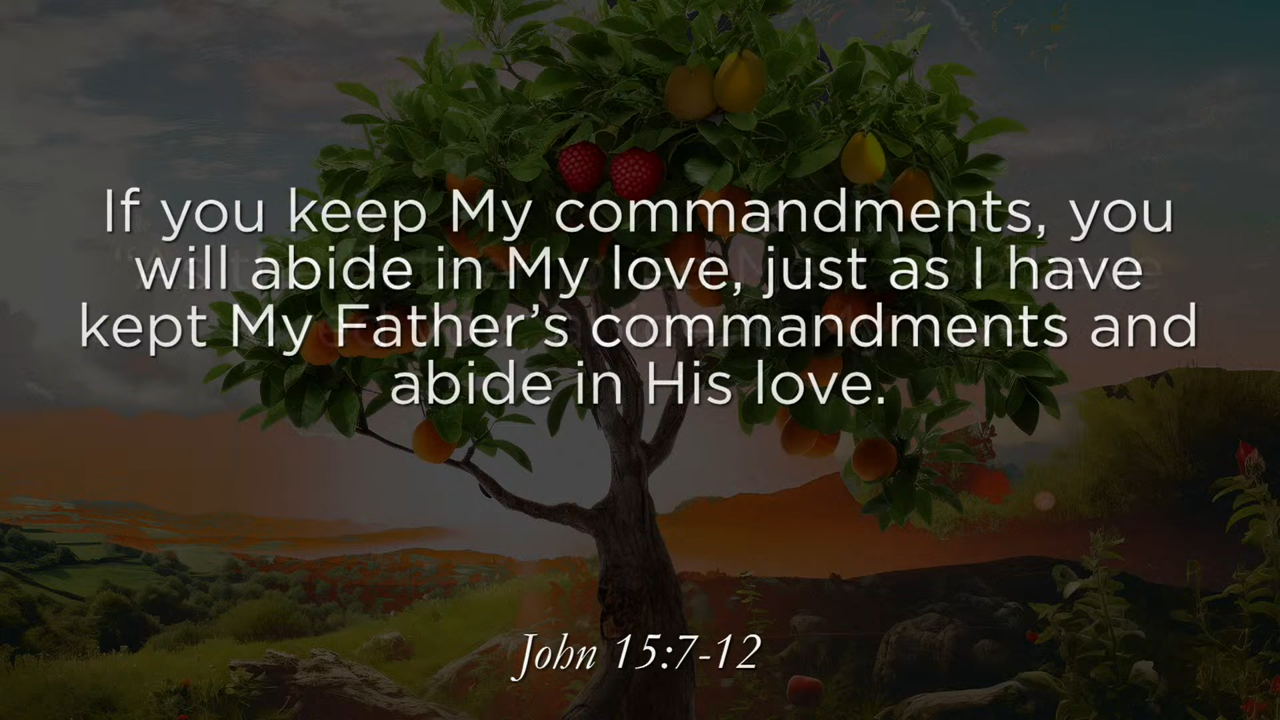 If you keep My commandments, you
will abide in My love, just as I have
kept My Father’s commandments and
abide in His love.
John 15:7-12